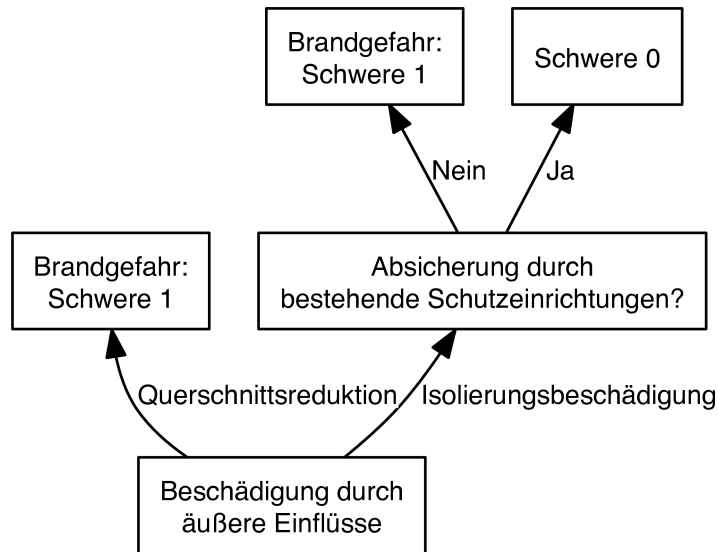 Brandgefahr:
Schwere 1
Schwere 0
Nein
Ja
Brandgefahr:
Schwere 1
Absicherung durch
bestehende Schutzeinrichtungen?
Querschnittsreduktion
Isolierungsbeschädigung
Beschädigung durch
äußere Einflüsse